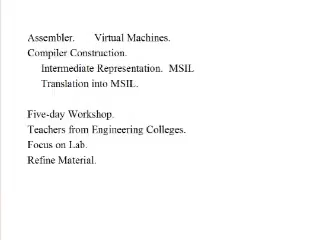 Assembler. Virtual Machines.
Compiler Construction.
Intermediate Representation. MSIL
Translation into MSIL.
Five-day Workshop.
Teachers from Engineering Colleges.
Focus on Lab.
Refine Material.